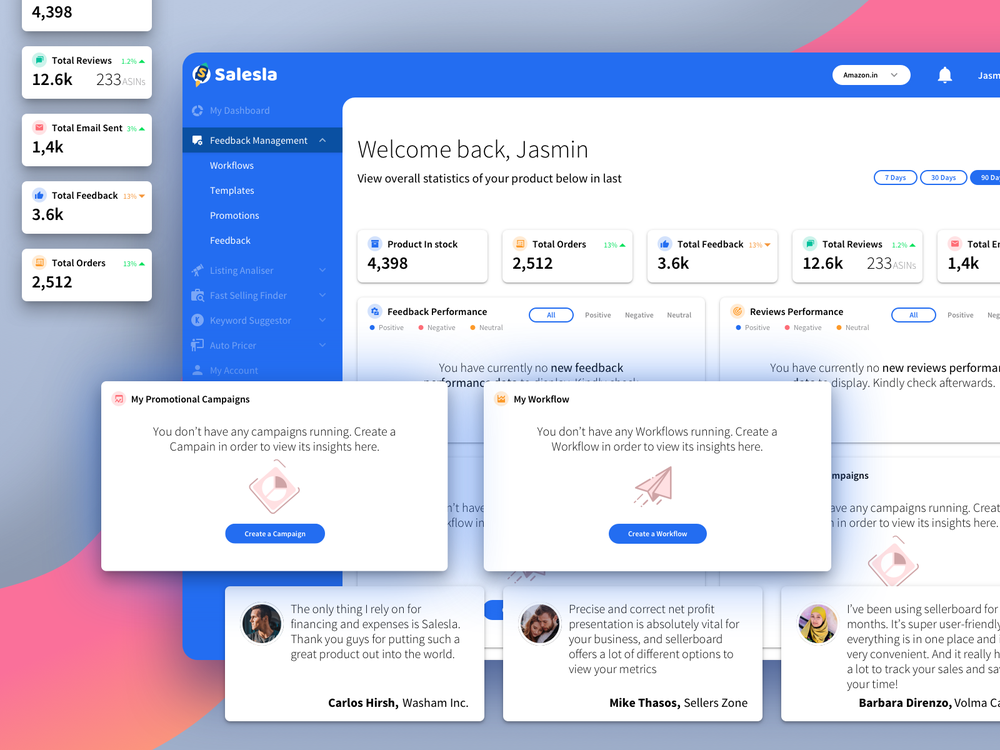 4,398
Total Reviews 1.2%
12.6k 233 ASINs
Total Email Sent 3%
1,4k
Total Feedback 13%
3.6k
Total Orders 13%
2,512
Salesla
Amazon.in
My Dashboard
Feedback Management
Workflows
Templates
Promotions
Feedback
Listing Analiser
Fast Selling Finder
Keyword Suggestor
Auto Pricer
My Account
Welcome back, Jasmin
View overall statistics of your product below in last
7 Days 30 Days 90
Product In stock
4,398
Total Orders 13%
2,512
Total Feedback 13%
3.6k
Total Reviews 1.2%
12.6k 233 ASINs
Total
1,4k
Feedback Performance
All Positive Negative Neutral
Positive Negative Neutral
You have currently no new feedback
performance data to display. Kindly check
Reviews Performance
All Positive
Positive Negative Neutral
You have currently no new reviews
data to display. Kindly check afterwards.
My Promotional Campaigns
You don't have any campaigns running. Create a
Campain in order to view its insights here.
Create a Campaign
My Workflow
You don't have any Workflows running. Create a
Workflow in order to view its insights here.
Create a Workflow
any campaigns running.
in order to view its insights here.
The only thing I rely on for
financing and expenses is Salesla.
Thank you guys for putting such a
great product out into the world.
Carlos Hirsh, Washam Inc.
Precise and correct net profit
presentation is absolutely vital for
your business, and sellerboard
offers a lot of different options to
view your metrics
Mike Thasos, Sellers Zone
I've been using sellerboard for
months. It's super user-friendly
everything is in one place and
very convenient. And it really
a lot to track your sales and
your time!
Barbara Direnzo, Volma